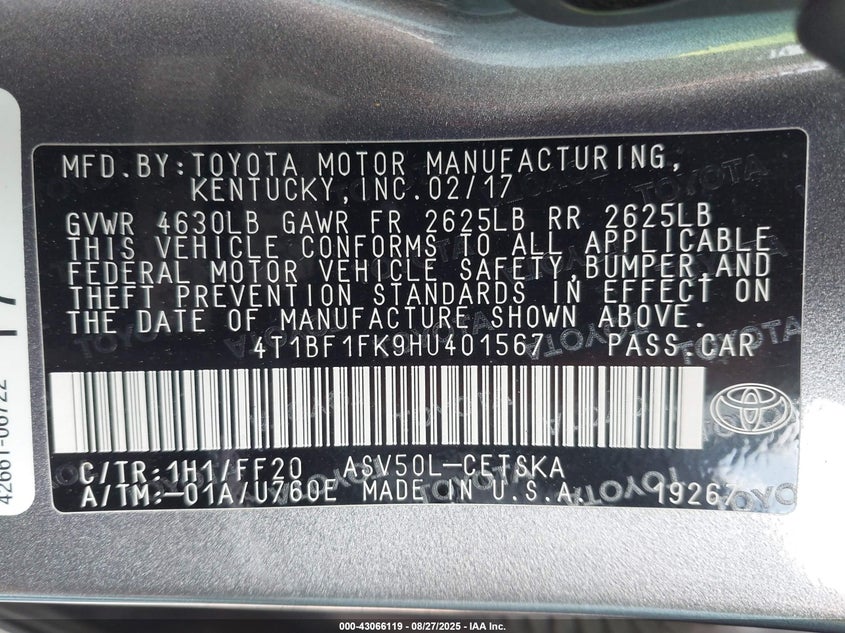 MFD.BY:TOYOTA MOTOR MANUFACTURING,
KENTUCKY,INC.02/17
GVWR 4630LB GAWR FR 2625LB RR 2625LB
THIS VEHICLE CONFORMS TO ALL APPLICABLE
FEDERAL MOTOR VEHICLE SAFETY,BUMPER,AND
THEFT PREVENTION STANDARDS IN EFFECT ON
THE DATE OF MANUFACTURE SHOWN ABOVE.
4T1BF1FK9HU401567 PASS.CAR
C/TR:1H1/FF20 ASV50L-CETSKA
A/TM:-01A/U760E MADE IN U.S.A. 19267
TOYOTA
000-43066119 | 08/27/2025 - IAA Inc.